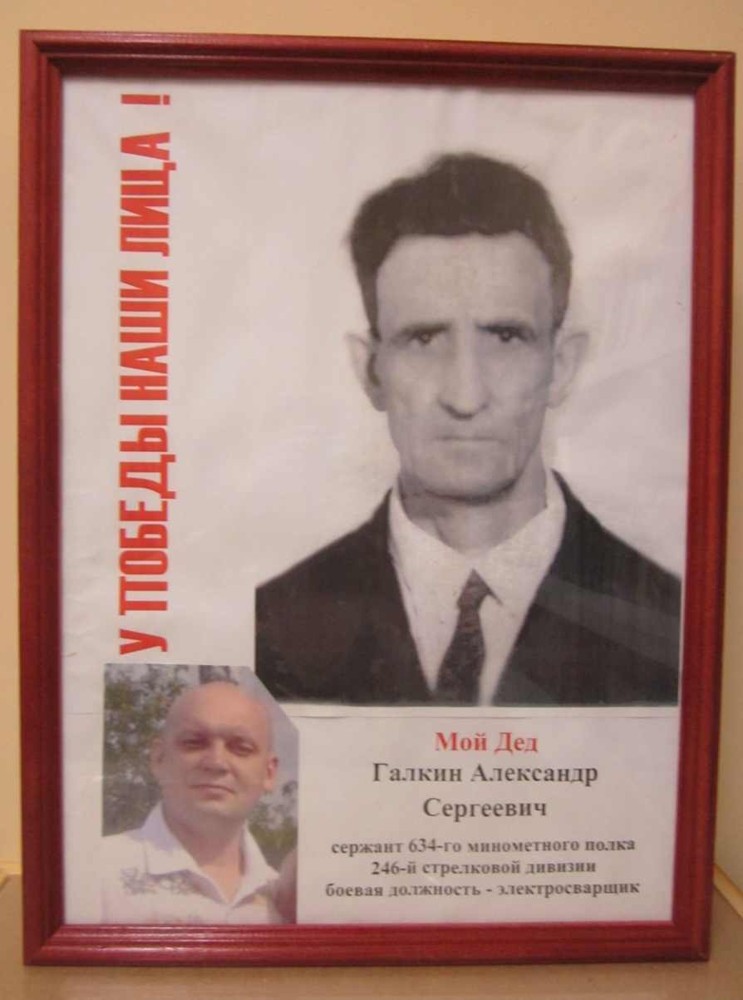 У ПОБЕДЫ НАШИ ЛИЦА !
Мой Дед
Галкин Александр
Сергеевич
сержант 634-го минометного полка
246-й стрелковой дивизии
боевая должность - электросварщик